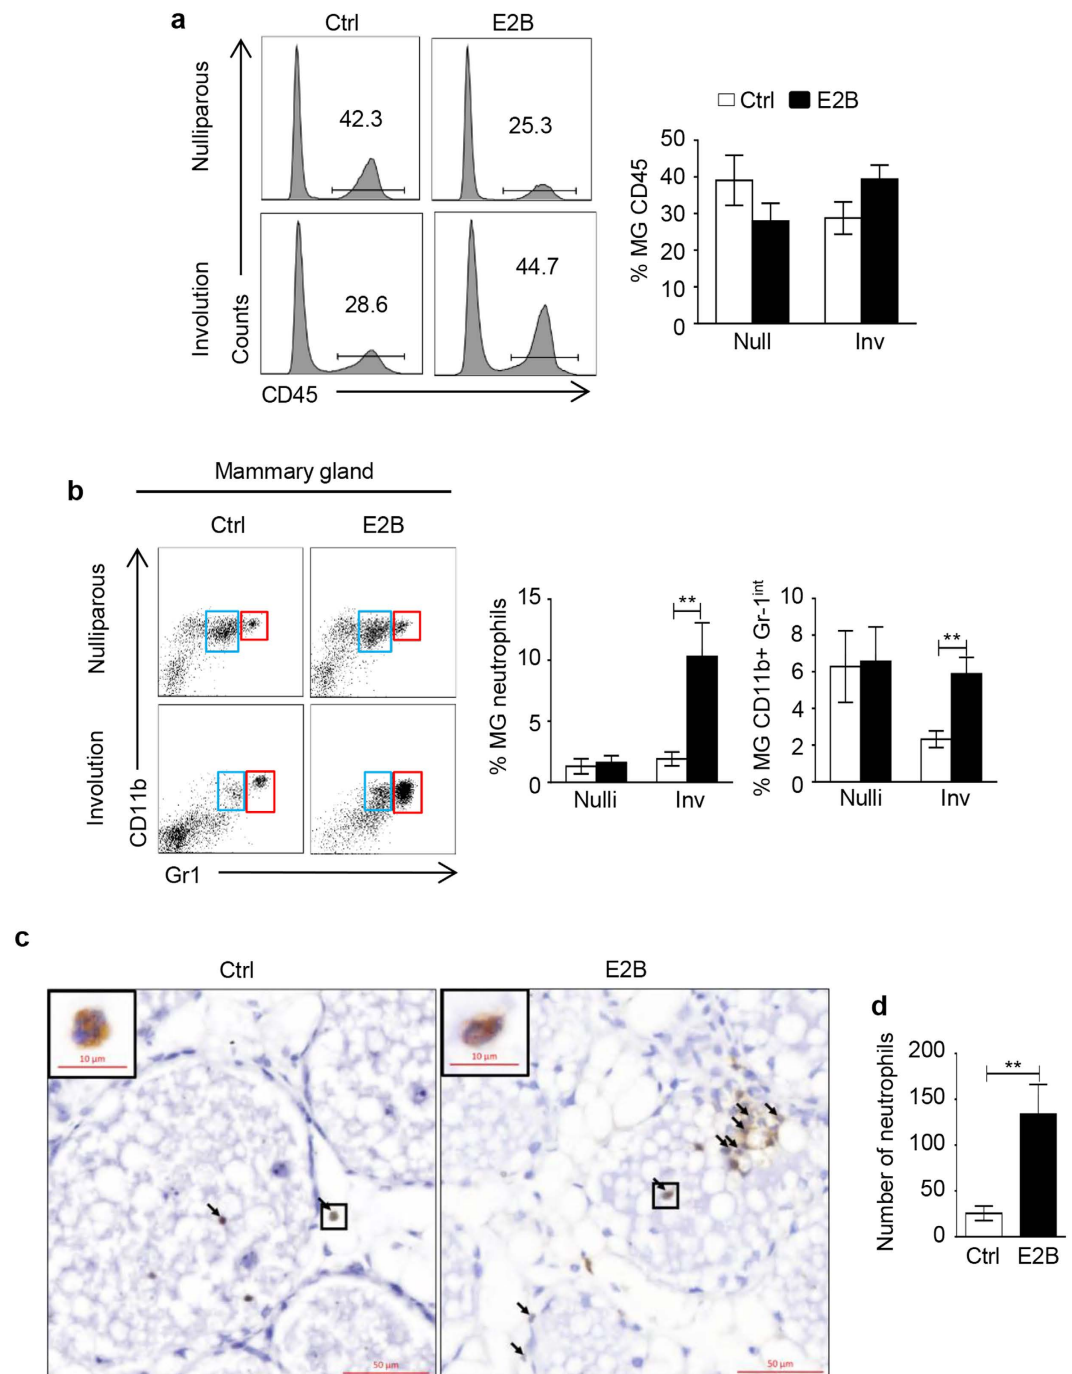 a
Ctrl
E2B
Nulliparous
42.3
25.3
Involution
28.6
44.7
Counts
CD45
Ctrl
E2B
% MG CD45
50
40
30
20
10
0
Null
Inv
b
Mammary gland
Ctrl
E2B
Nulliparous
Involution
CD11b
Gr1
% MG neutrophils
15
10
5
0
**
Nulli
Inv
% MG CD11b+ Gr-1int
10
8
6
4
2
0
**
Nulli
Inv
c
Ctrl
E2B
10 µm
50 µm
10 µm
50 µm
d
Number of neutrophils
200
150
100
50
0
**
Ctrl
E2B